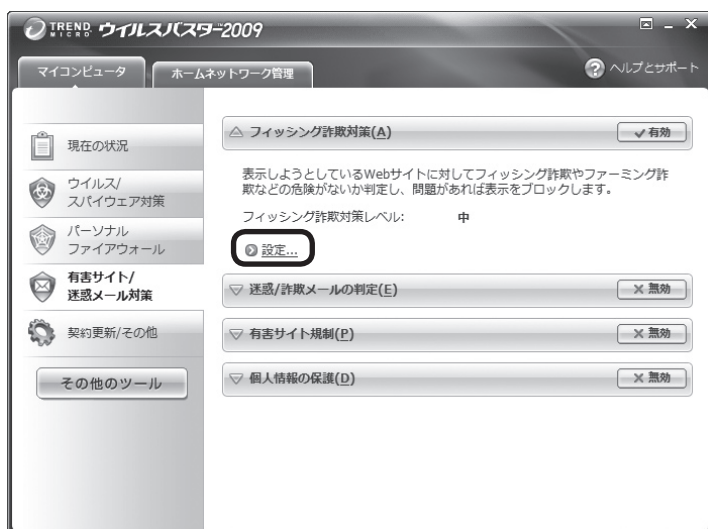 TREND MICRO ウイルスバスター2009
マイコンピュータ
ホームネットワーク管理
ヘルプとサポート
現在の状況
ウイルス/
スパイウェア対策
パーソナル
ファイアウォール
有害サイト/
迷惑メール対策
契約更新/その他
その他のツール
フィッシング詐欺対策(A)
有効
表示しようとしているWebサイトに対してフィッシング詐欺やファーミング詐
欺などの危険がないか判定し、問題があれば表示をブロックします。
フィッシング詐欺対策レベル: 中
設定...
迷惑/詐欺メールの判定(E)
無効
有害サイト規制(P)
無効
個人情報の保護(D)
無効